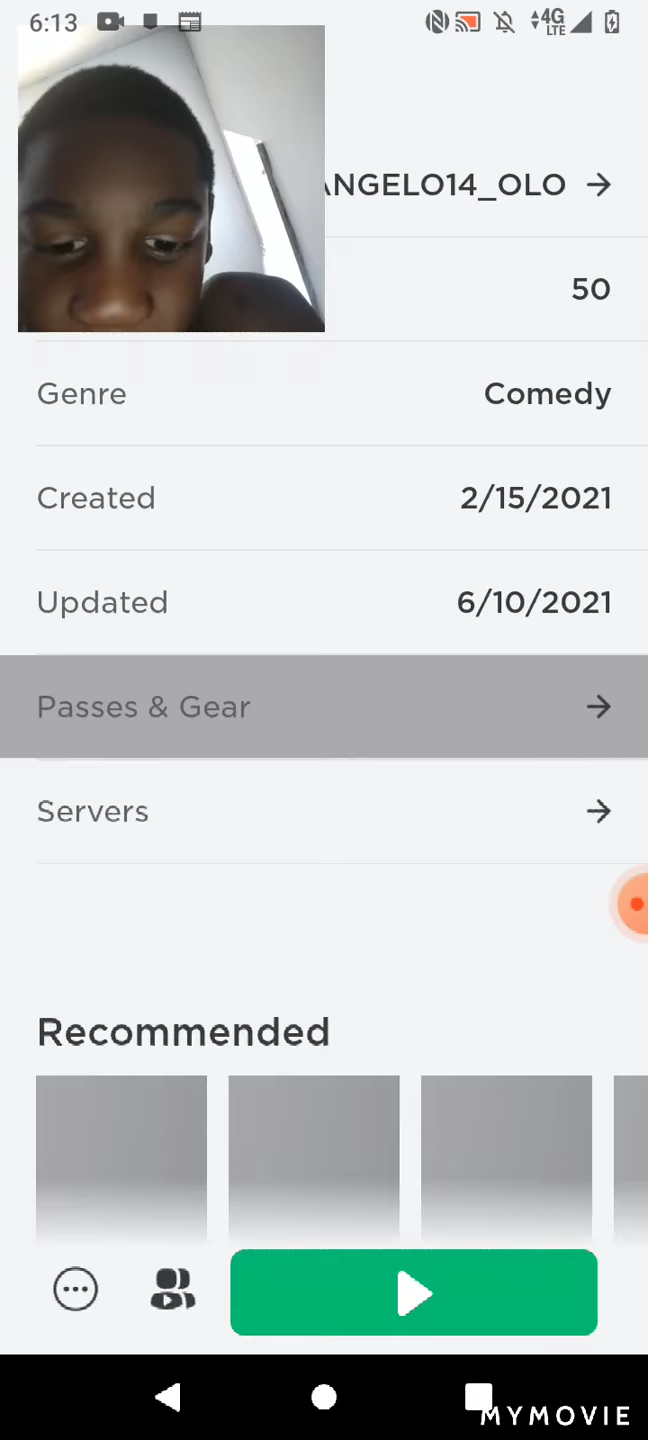 6:13
4G
LTE
ANGELO14_OLO
50
Genre Comedy
Created 2/15/2021
Updated 6/10/2021
Passes & Gear
Servers
Recommended
MYMOVIE